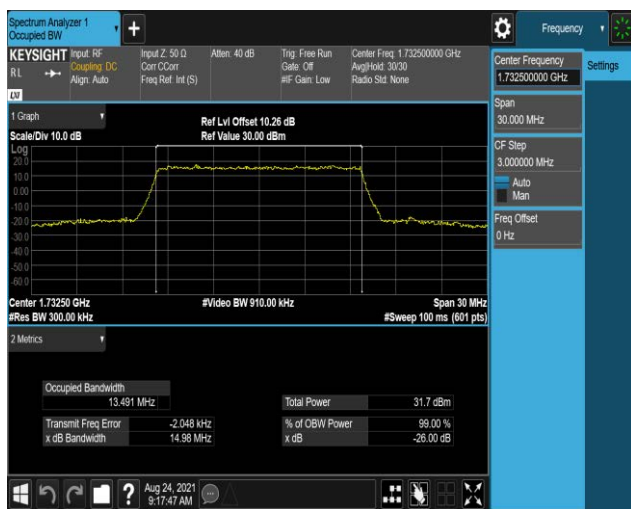 Spectrum Analyzer 1
Occupied BW
+
Frequency
KEYSIGHT
RL
LXI
Input: RF
Coupling: DC
Align: Auto
Input Z: 50 Ω
Corr CCorr
Freq Ref: Int (S)
Atten: 40 dB
Trig: Free Run
Gate: Off
#IF Gain: Low
Center Freq: 1.732500000 GHz
Avg|Hold: 30/30
Radio Std: None
Center Frequency
1.732500000 GHz
Settings
Span
30.000 MHz
CF Step
3.000000 MHz
Auto
Man
Freq Offset
0 Hz
1 Graph
Scale/Div 10.0 dB
Ref Lvl Offset 10.26 dB
Ref Value 30.00 dBm
Log
20.0
10.0
0.00
-10.0
-20.0
-30.0
-40.0
-50.0
-60.0
Center 1.73250 GHz
#Video BW 910.00 kHz
Span 30 MHz
#Res BW 300.00 kHz
#Sweep 100 ms (601 pts)
2 Metrics
Occupied Bandwidth
13.491 MHz
Total Power 31.7 dBm
Transmit Freq Error -2.048 kHz
% of OBW Power 99.00 %
x dB Bandwidth 14.98 MHz
x dB -26.00 dB
?
Aug 24, 2021
9:17:47 AM